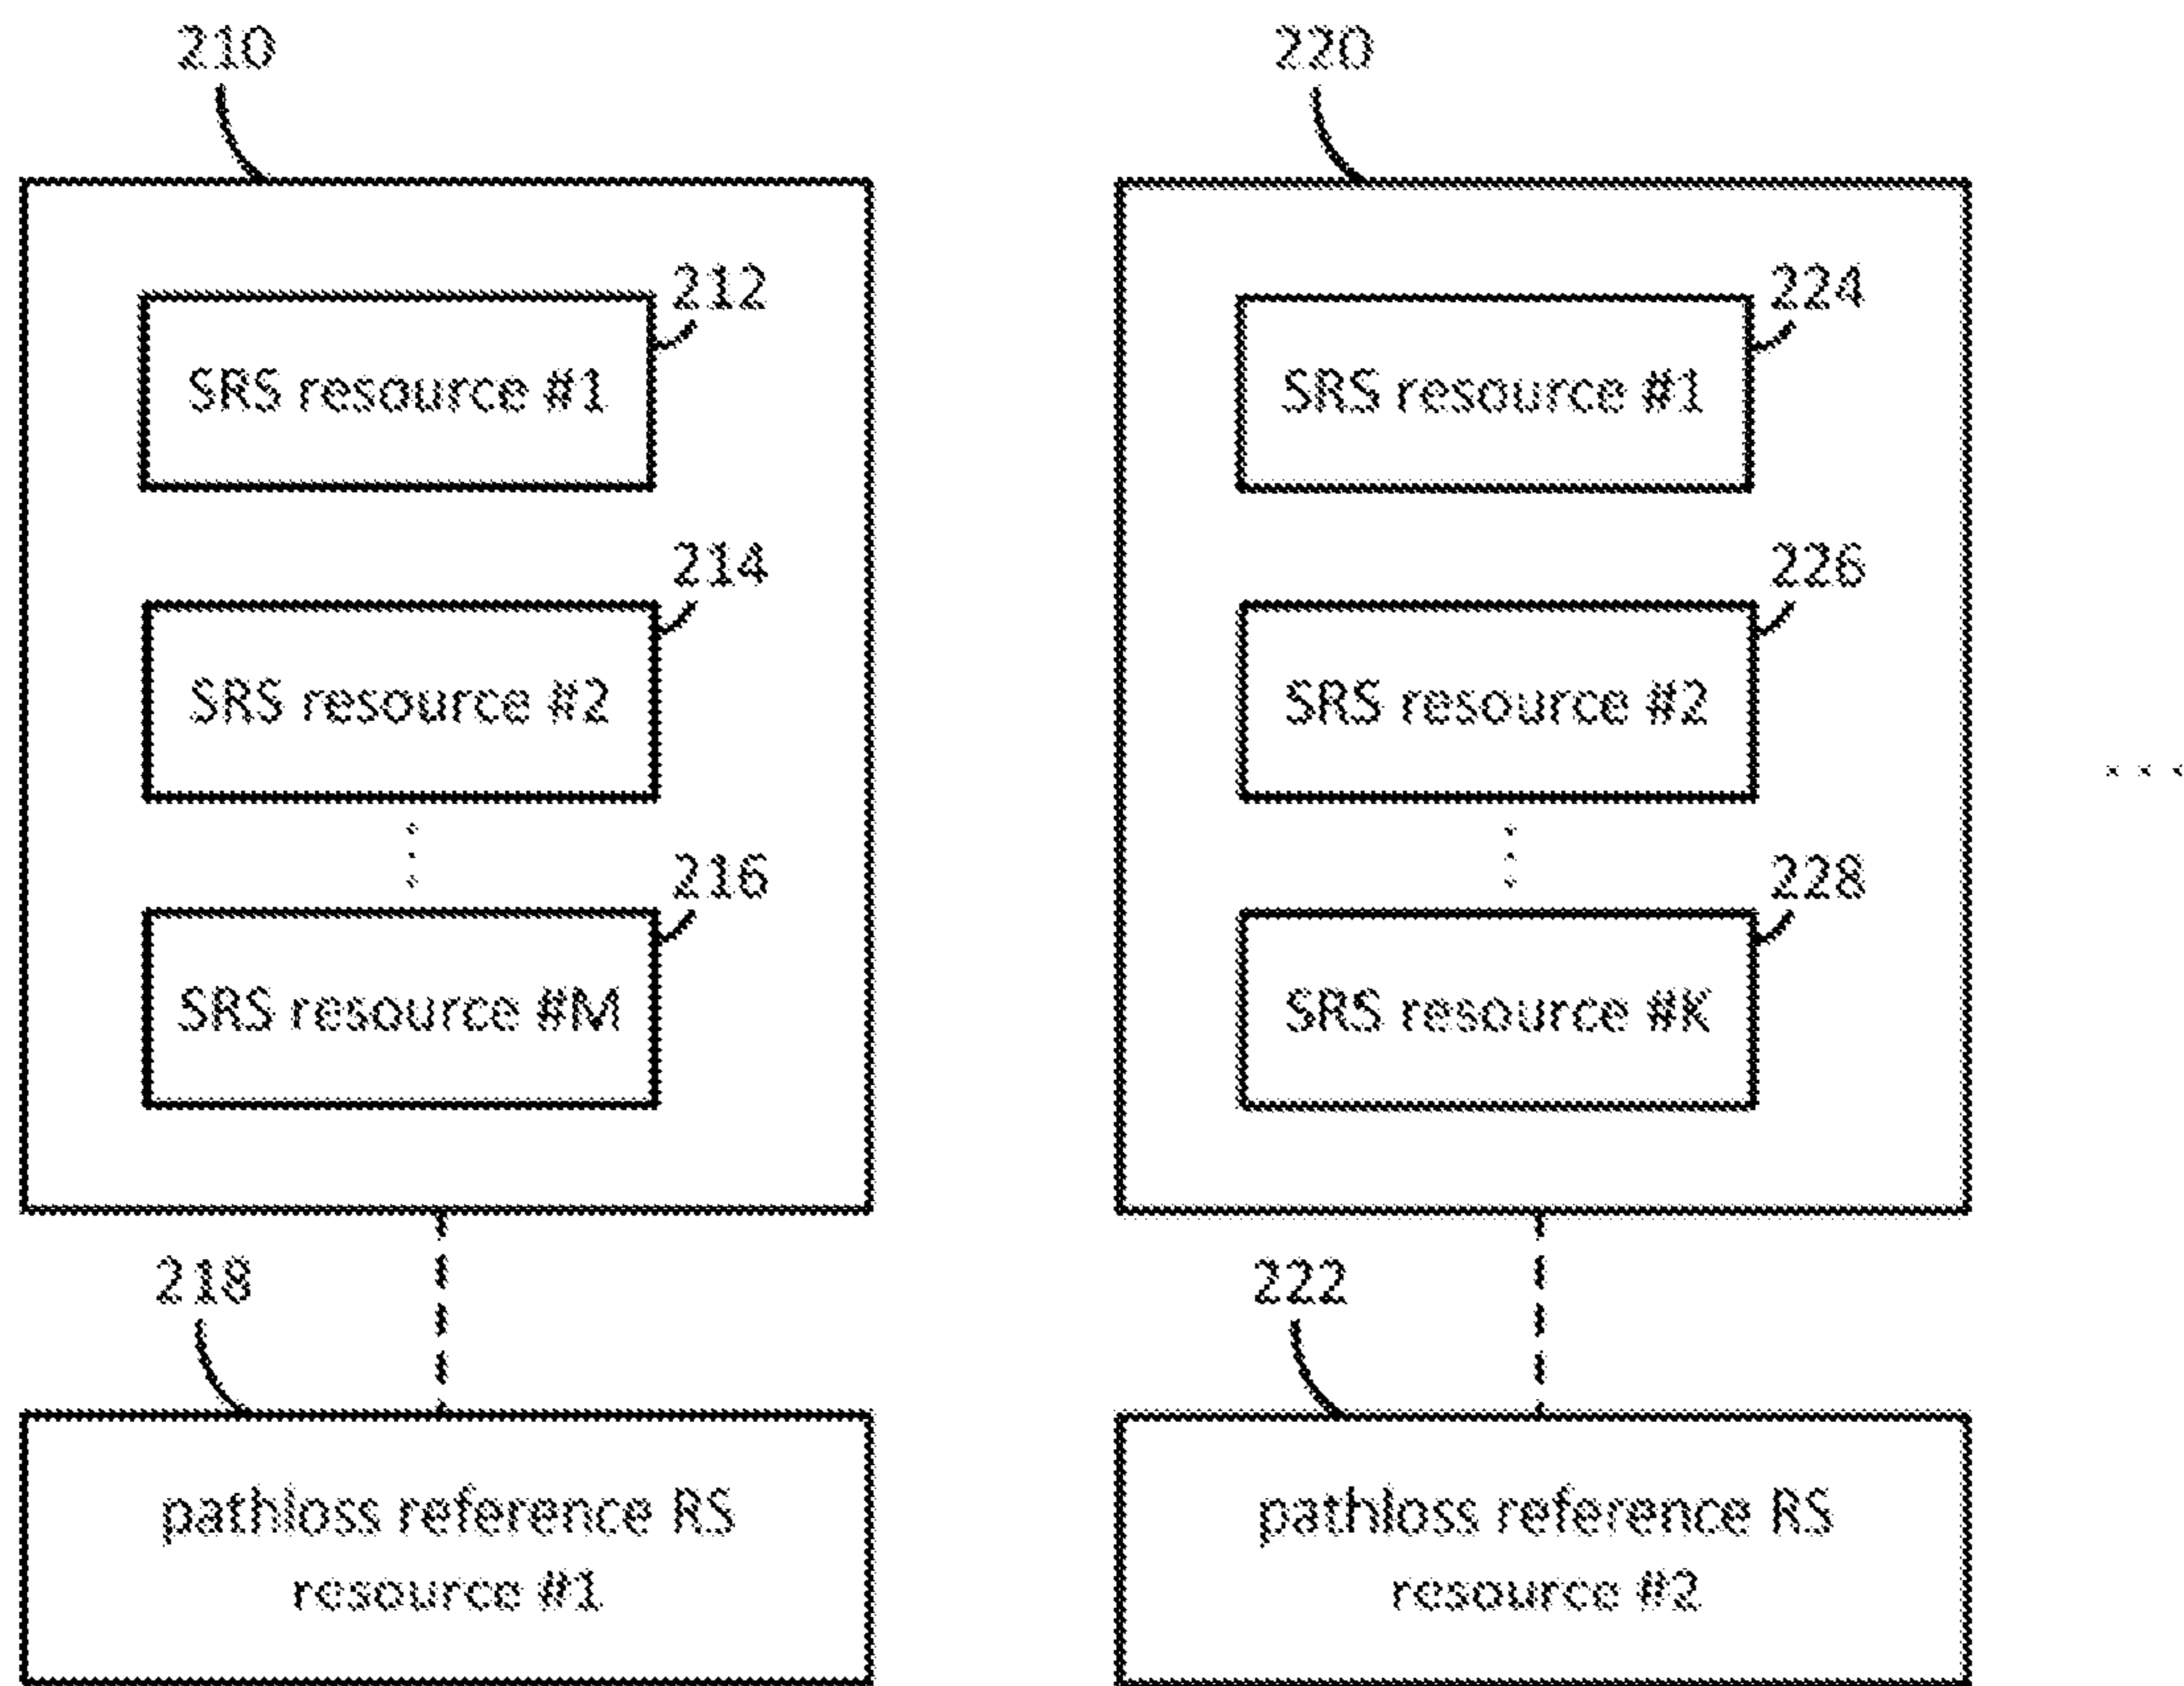 210
220
212
SRS resource #1
214
SRS resource #2
216
SRS resource #M
224
SRS resource #1
226
SRS resource #2
228
SRS resource #K
...
218
pathloss reference RS
resource #1
222
pathloss reference RS
resource #2